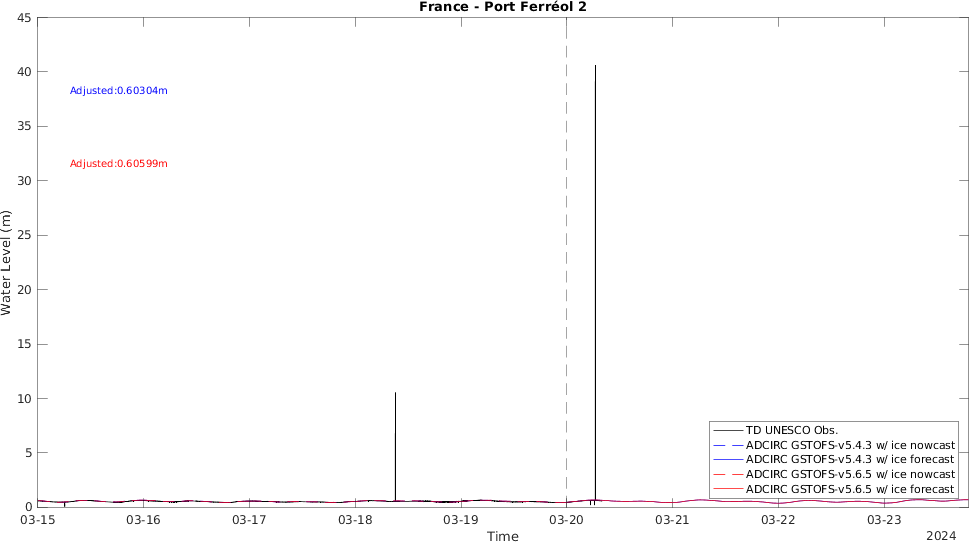 France - Port Ferréol 2
45
40
35
30
25
20
15
10
5
0
Water Level (m)
Adjusted:0.60304m
Adjusted:0.60599m
TD UNESCO Obs.
ADCIRC GSTOFS-v5.4.3 w/ ice nowcast
ADCIRC GSTOFS-v5.4.3 w/ ice forecast
ADCIRC GSTOFS-v5.6.5 w/ ice nowcast
ADCIRC GSTOFS-v5.6.5 w/ ice forecast
03-15 03-16 03-17 03-18 03-19 03-20 03-21 03-22 03-23
Time
2024